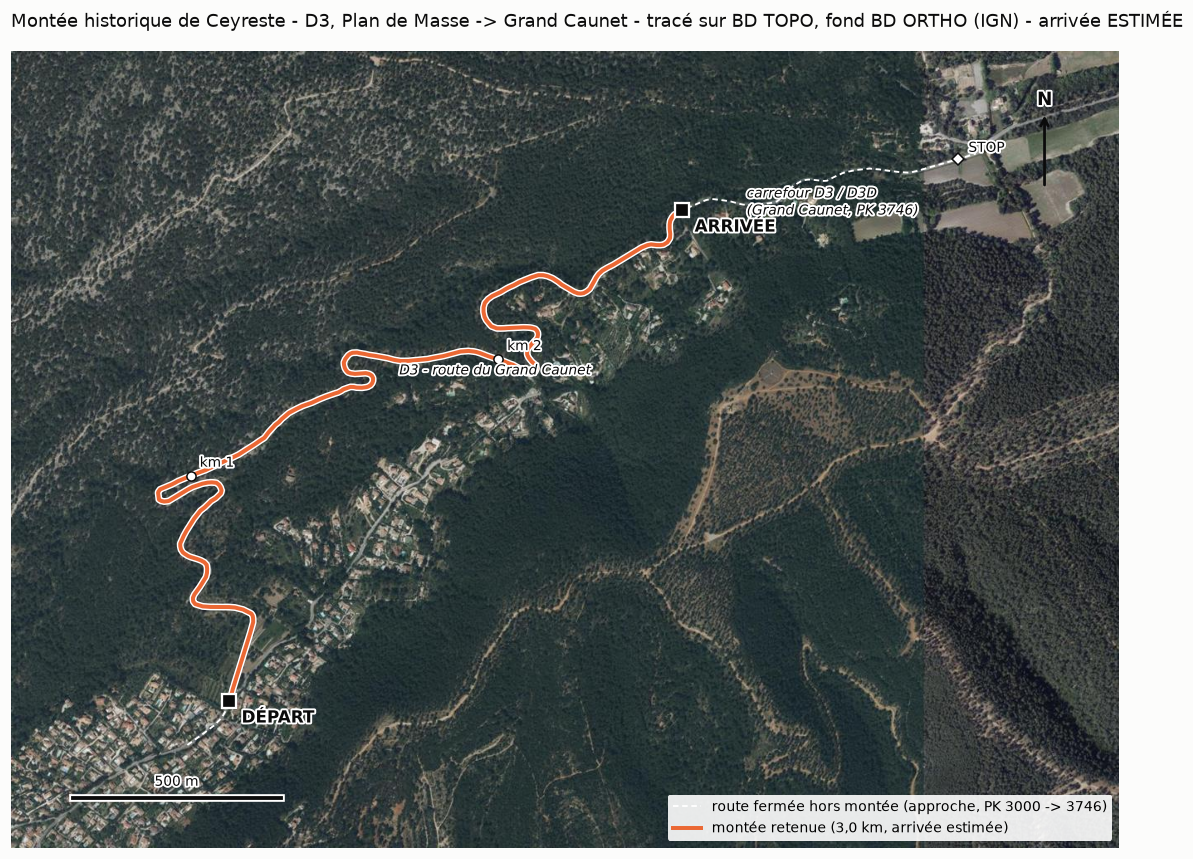 Montée historique de Ceyreste - D3, Plan de Masse -> Grand Caunet - tracé sur BD TOPO, fond BD ORTHO (IGN) - arrivée ESTIMÉE
N
STOP
carrefour D3 / D3D
(Grand Caunet, PK 3746)
ARRIVÉE
km 2
D3 - route du Grand Caunet
km 1
DÉPART
500 m
route fermée hors montée (approche, PK 3000 -> 3746)
montée retenue (3,0 km, arrivée estimée)